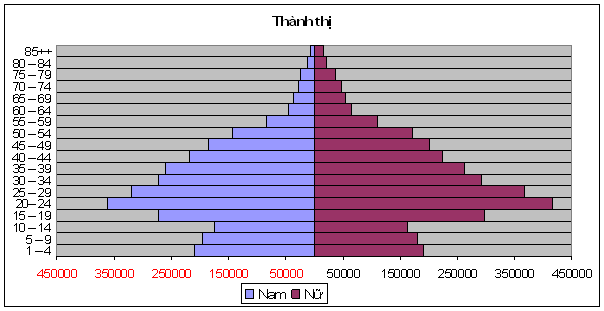 Thành thị
85++
80 – 84
75 – 79
70 – 74
65 – 69
60 – 64
55 – 59
50 – 54
45 – 49
40 – 44
35 – 39
30 – 34
25 – 29
20 – 24
15 – 19
10 – 14
5 – 9
1 – 4
450000 350000 250000 150000 50000 50000 150000 250000 350000 450000
Nam Nữ